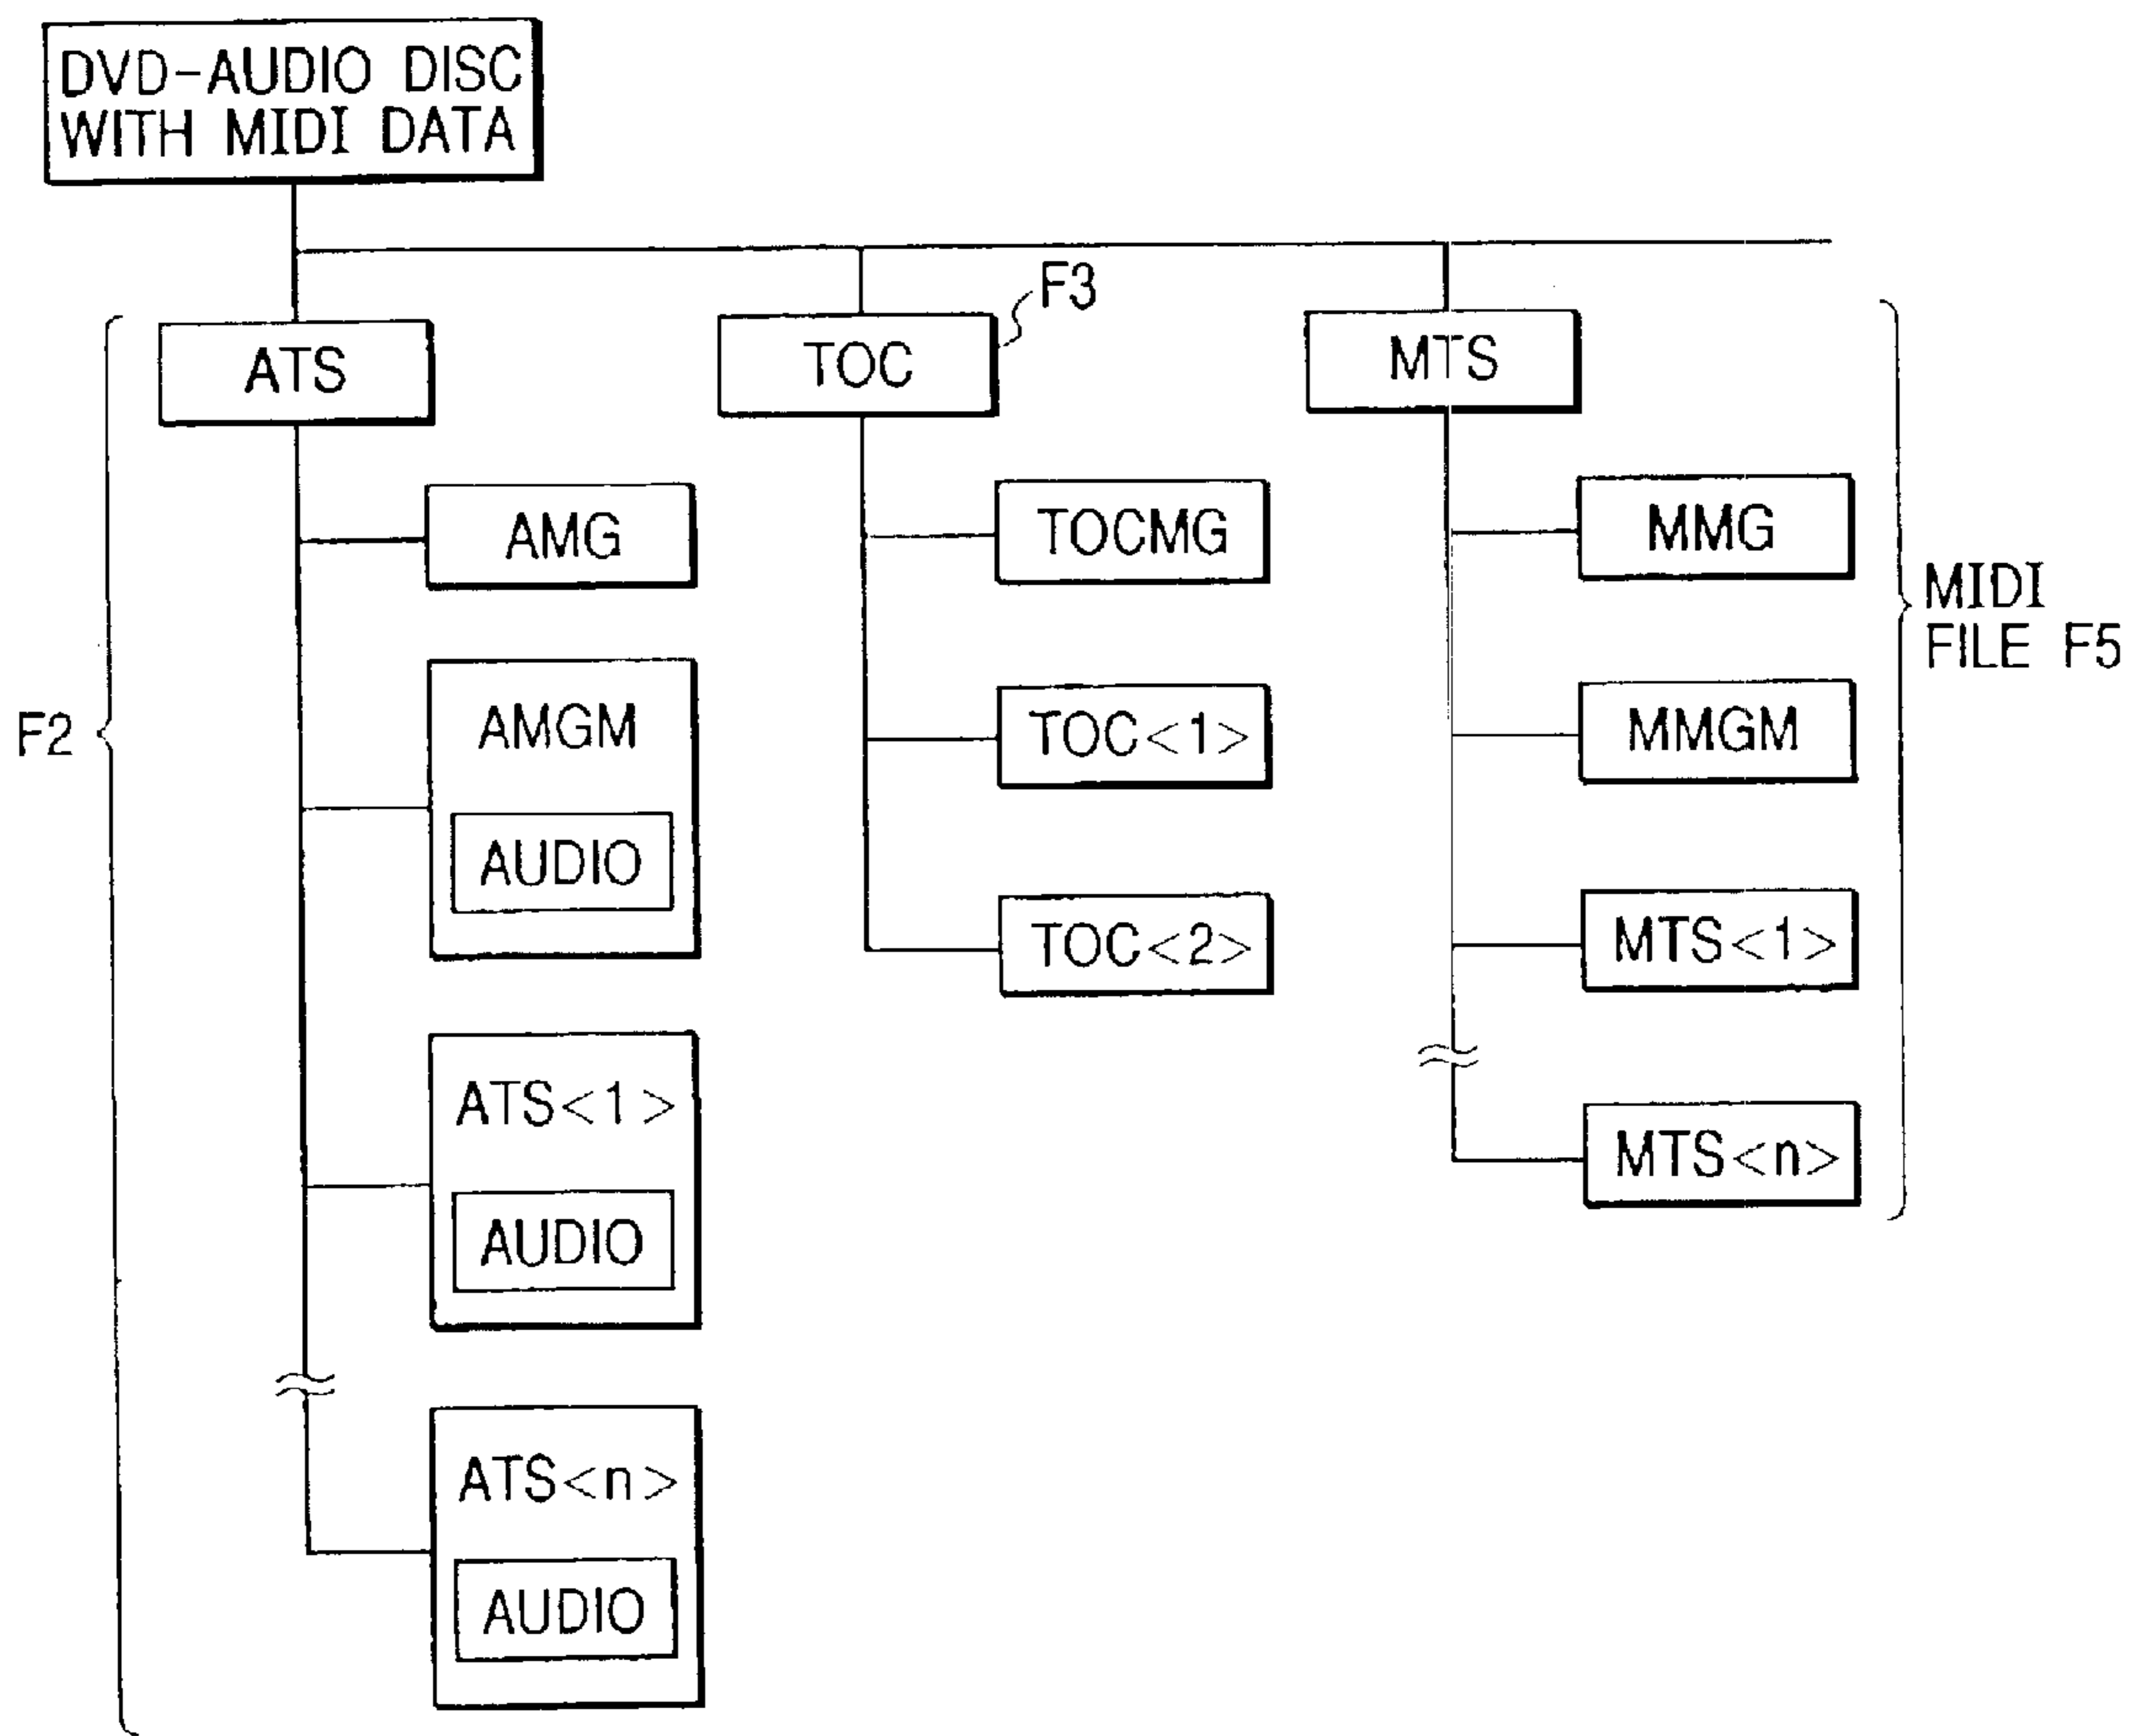 DVD-AUDIO DISC
WITH MIDI DATA
F3
ATS
TOC
MTS
AMG
TOCMG
MMG
MIDI
FILE F5
AMGM
AUDIO
F2
TOC<1>
MMGM
TOC<2>
MTS<1>
ATS<1>
AUDIO
MTS<n>
ATS<n>
AUDIO